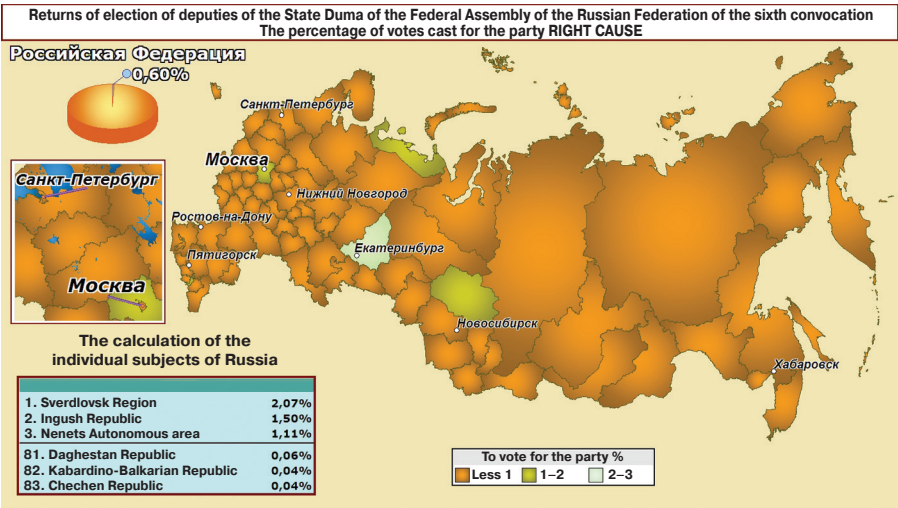 Returns of election of deputies of the State Duma of the Federal Assembly of the Russian Federation of the sixth convocation
The percentage of votes cast for the party RIGHT CAUSE
Российская Федерация
0,60%
Санкт-Петербург
Москва
Нижний Новгород
Ростов-на-Дону
Пятигорск
Екатеринбург
Новосибирск
Хабаровск
Санкт-Петербург
Москва
The calculation of the
individual subjects of Russia
1. Sverdlovsk Region 2,07%
2. Ingush Republic 1,50%
3. Nenets Autonomous area 1,11%
81. Daghestan Republic 0,06%
82. Kabardino-Balkarian Republic 0,04%
83. Chechen Republic 0,04%
To vote for the party %
Less 1 1–2 2–3